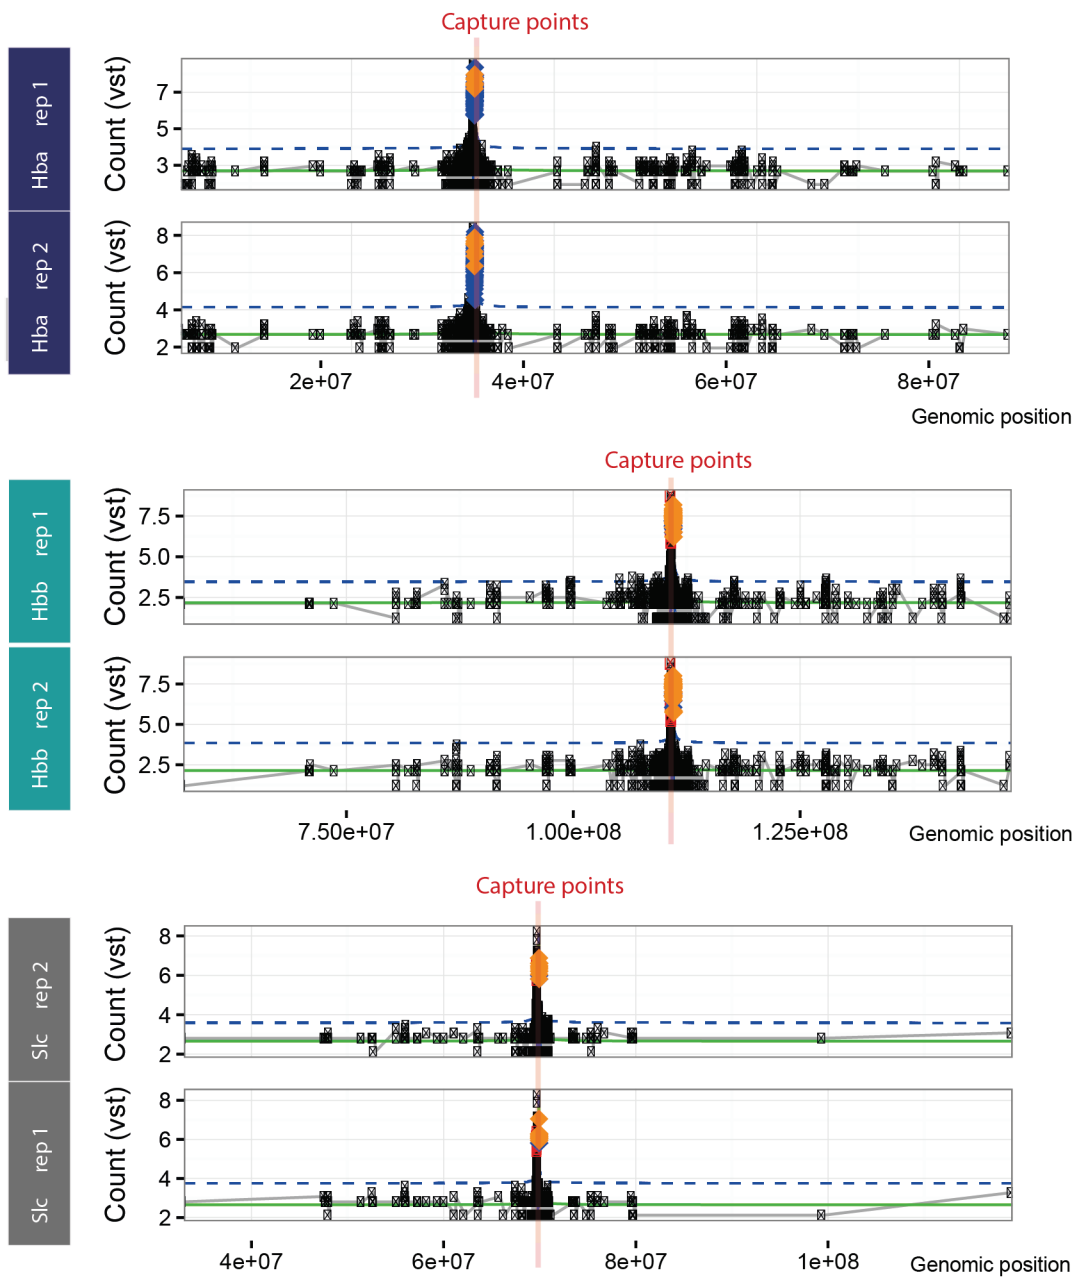 Capture points
Hba rep 1
Count (vst)
7
5
3
Hba rep 2
Count (vst)
8
6
4
2
2e+07 4e+07 6e+07 8e+07
Genomic position
Capture points
Hbb rep 1
Count (vst)
7.5
5.0
2.5
Hbb rep 2
Count (vst)
7.5
5.0
2.5
7.50e+07 1.00e+08 1.25e+08 Genomic position
Capture points
Slc rep 2
Count (vst)
8
6
4
2
Slc rep 1
Count (vst)
8
6
4
2
4e+07 6e+07 8e+07 1e+08 Genomic position